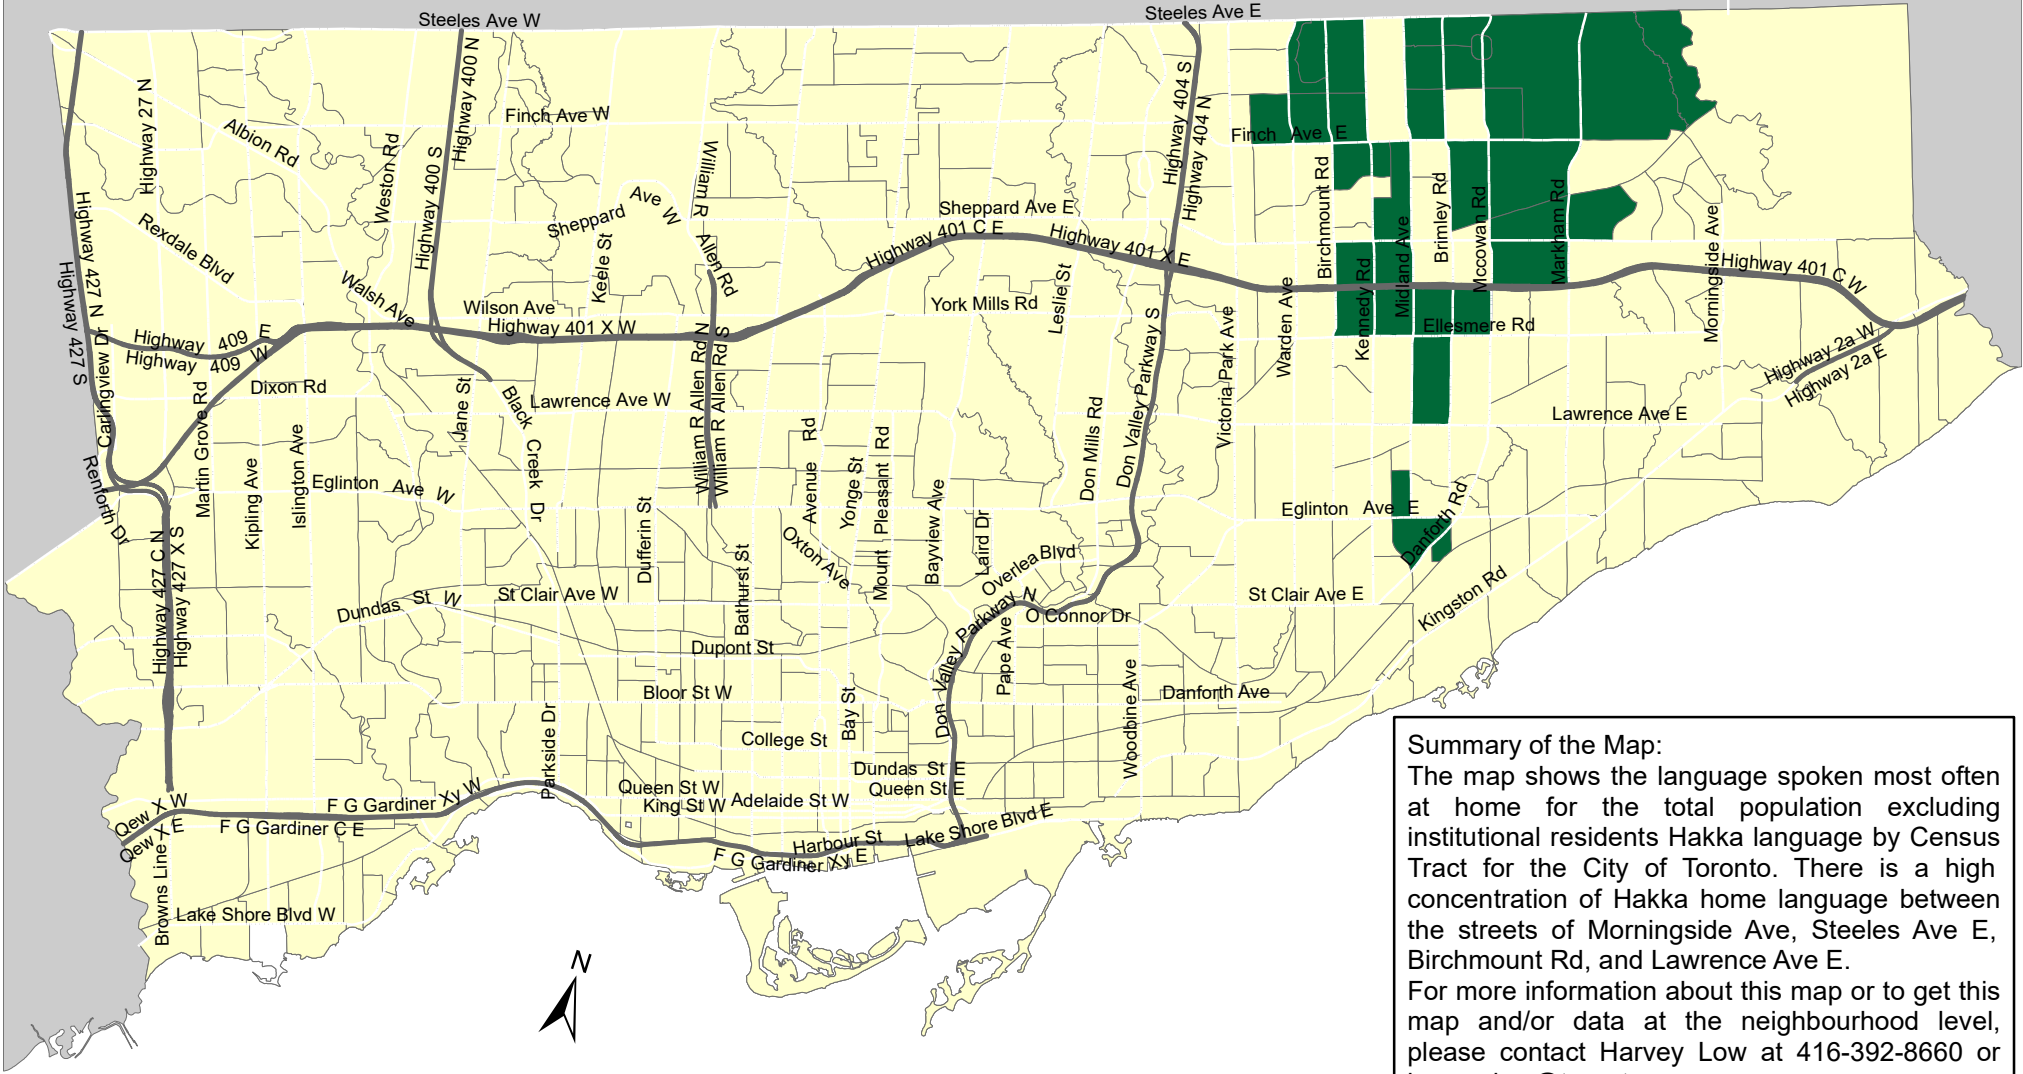 Steeles Ave W
Steeles Ave E
Highway 27 N
Albion Rd
Weston Rd
Highway 400 N
Highway 400 S
Finch Ave W
William R
Allen Rd
Sheppard Ave W
Keele St
Highway 404 S
Highway 404 N
Finch Ave E
Sheppard Ave E
Highway 401 C E
Highway 401 X E
Birchmount Rd
Kennedy Rd
Midland Ave
Brimley Rd
Mccowan Rd
Markham Rd
Morningside Ave
Highway 401 C W
Highway 427 N
Highway 427 S
Rexdale Blvd
Walsh Ave
Wilson Ave
Highway 401 X W
York Mills Rd
Leslie St
Warden Ave
Victoria Park Ave
Ellesmere Rd
Highway 2a W
Highway 2a E
Highway 409 E
Highway 409 W
Carlingview Dr
Dixon Rd
Martin Grove Rd
Kipling Ave
Islington Ave
Jane St
Black Creek Dr
Lawrence Ave W
William R Allen Rd N
William R Allen Rd S
Avenue Rd
Yonge St
Mount Pleasant Rd
Bayview Ave
Laird Dr
Don Mills Rd
Don Valley Parkway S
Lawrence Ave E
Renforth Dr
Eglinton Ave W
Eglinton Ave E
Danforth Rd
Highway 427 C N
Highway 427 X S
Dufferin St
Bathurst St
Oxton Ave
Overlea Blvd
Dundas St W
St Clair Ave W
St Clair Ave E
Kingston Rd
O Connor Dr
Don Valley Parkway N
Pape Ave
Dupont St
Bloor St W
Bay St
Danforth Ave
Woodbine Ave
Parkside Dr
College St
Dundas St E
Queen St E
Queen St W
King St W
Adelaide St W
Qew X W
Qew X E
F G Gardiner Xy W
F G Gardiner C E
Harbour St
Lake Shore Blvd E
F G Gardiner Xy E
Browns Line
Lake Shore Blvd W
N
Summary of the Map:
The map shows the language spoken most often
at home for the total population excluding
institutional residents Hakka language by Census
Tract for the City of Toronto. There is a high
concentration of Hakka home language between
the streets of Morningside Ave, Steeles Ave E,
Birchmount Rd, and Lawrence Ave E.
For more information about this map or to get this
map and/or data at the neighbourhood level,
please contact Harvey Low at 416-392-8660 or